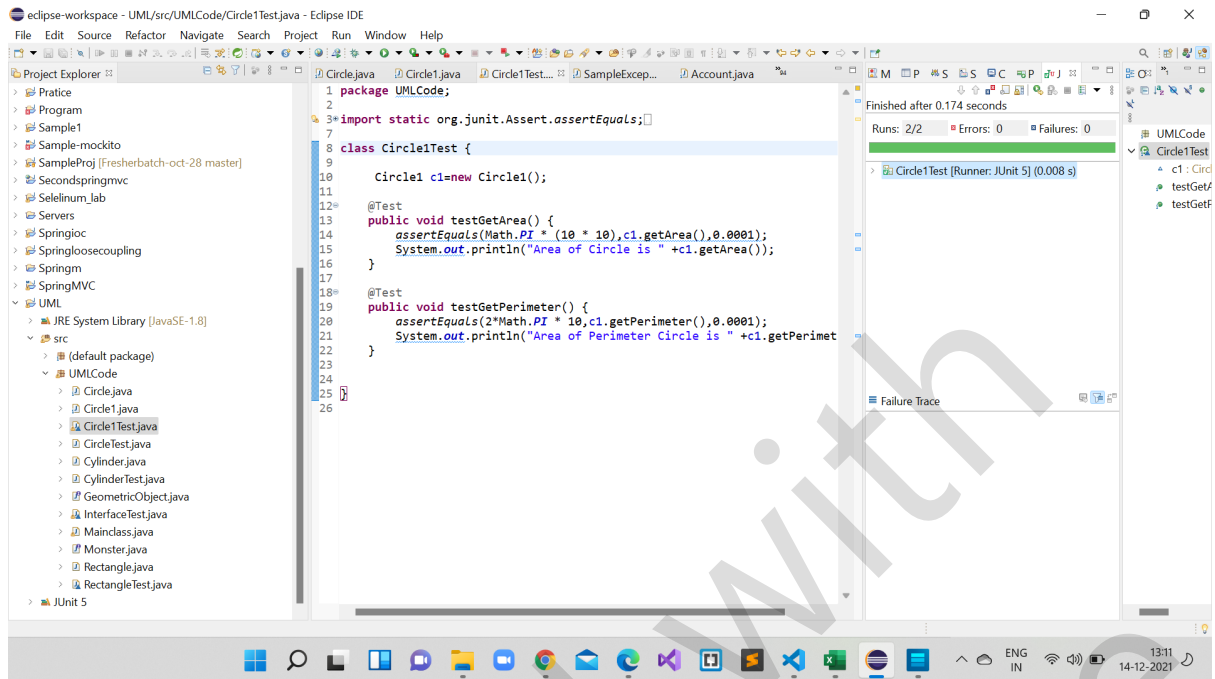 eclipse-workspace - UML/src/UMLCode/Circle1Test.java - Eclipse IDE
File Edit Source Refactor Navigate Search Project Run Window Help
Project Explorer
Pratice
Program
Sample1
Sample-mockito
SampleProj [Fresherbatch-oct-28 master]
Secondspringmvc
Selelinum_lab
Servers
Springioc
Springloosecoupling
Springm
SpringMVC
UML
JRE System Library [JavaSE-1.8]
src
(default package)
UMLCode
Circle.java
Circle1.java
Circle1Test.java
CircleTest.java
Cylinder.java
CylinderTest.java
GeometricObject.java
InterfaceTest.java
Mainclass.java
Monster.java
Rectangle.java
RectangleTest.java
JUnit 5
Circle.java Circle1.java Circle1Test.... SampleExcep... Account.java »94
1 package UMLCode;
2
3 import static org.junit.Assert.assertEquals;
7
8 class Circle1Test {
9
10 Circle1 c1=new Circle1();
11
12 @Test
13 public void testGetArea() {
14 assertEquals(Math.PI * (10 * 10),c1.getArea(),0.0001);
15 System.out.println("Area of Circle is " +c1.getArea());
16 }
17
18 @Test
19 public void testGetPerimeter() {
20 assertEquals(2*Math.PI * 10,c1.getPerimeter(),0.0001);
21 System.out.println("Area of Perimeter Circle is " +c1.getPerimet
22 }
23
24
25 }
26
M P S S C P J »1
Finished after 0.174 seconds
Runs: 2/2 Errors: 0 Failures: 0
Circle1Test [Runner: JUnit 5] (0.008 s)
Failure Trace
O
UMLCode
Circle1Test
c1 : Circl
testGetA
testGetP
with
ENG
IN
13:11
14-12-2021